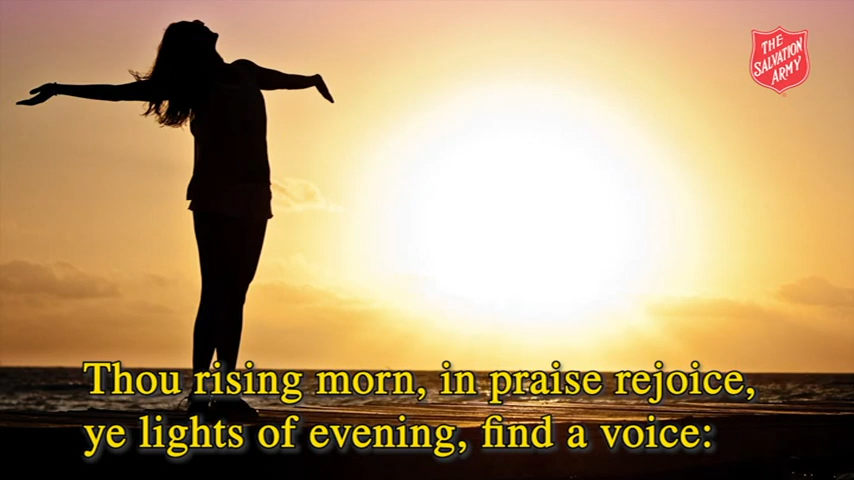 THE
SALVATION
ARMY
Thou rising morn, in praise rejoice,
ye lights of evening, find a voice: